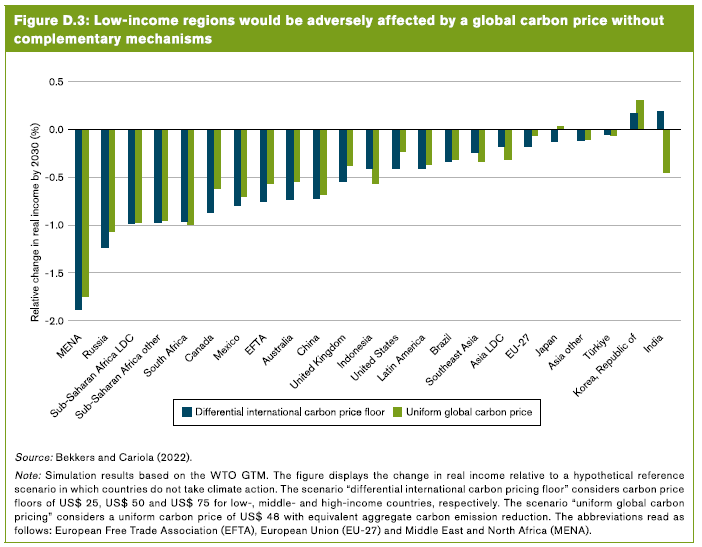 Figure D.3: Low-income regions would be adversely affected by a global carbon price without
complementary mechanisms
Relative change in real income by 2030 (%)
0.5
0.0
-0.5
-1.0
-1.5
-2.0
MENA
Russia
Sub-Saharan Africa LDC
Sub-Saharan Africa other
South Africa
Canada
Mexico
EFTA
Australia
China
United Kingdom
Indonesia
United States
Latin America
Brazil
Southeast Asia
Asia LDC
EU-27
Japan
Asia other
Türkiye
Korea, Republic of
India
Differential international carbon price floor
Uniform global carbon price
Source: Bekkers and Cariola (2022).
Note: Simulation results based on the WTO GTM. The figure displays the change in real income relative to a hypothetical reference
scenario in which countries do not take climate action. The scenario “differential international carbon pricing floor” considers carbon price
floors of US$ 25, US$ 50 and US$ 75 for low-, middle- and high-income countries, respectively. The scenario “uniform global carbon
pricing” considers a uniform carbon price of US$ 48 with equivalent aggregate carbon emission reduction. The abbreviations read as
follows: European Free Trade Association (EFTA), European Union (EU-27) and Middle East and North Africa (MENA).